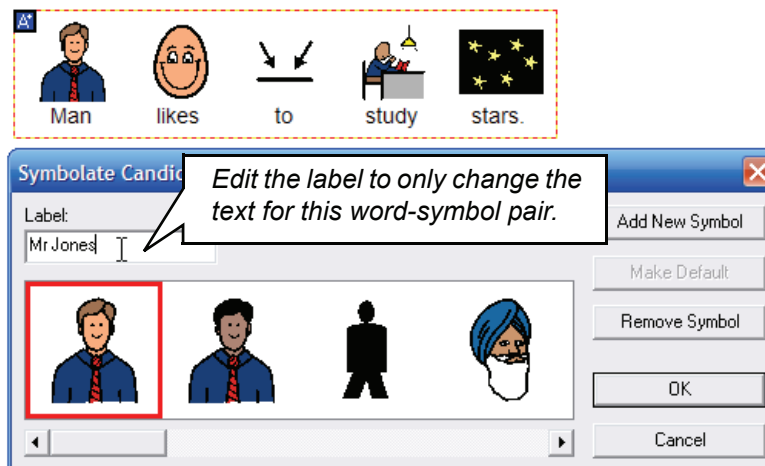 A+
Man likes to study stars.
Symbolate Candi
Edit the label to only change the
text for this word-symbol pair.
Label:
Mr Jones
Add New Symbol
Make Default
Remove Symbol
OK
Cancel